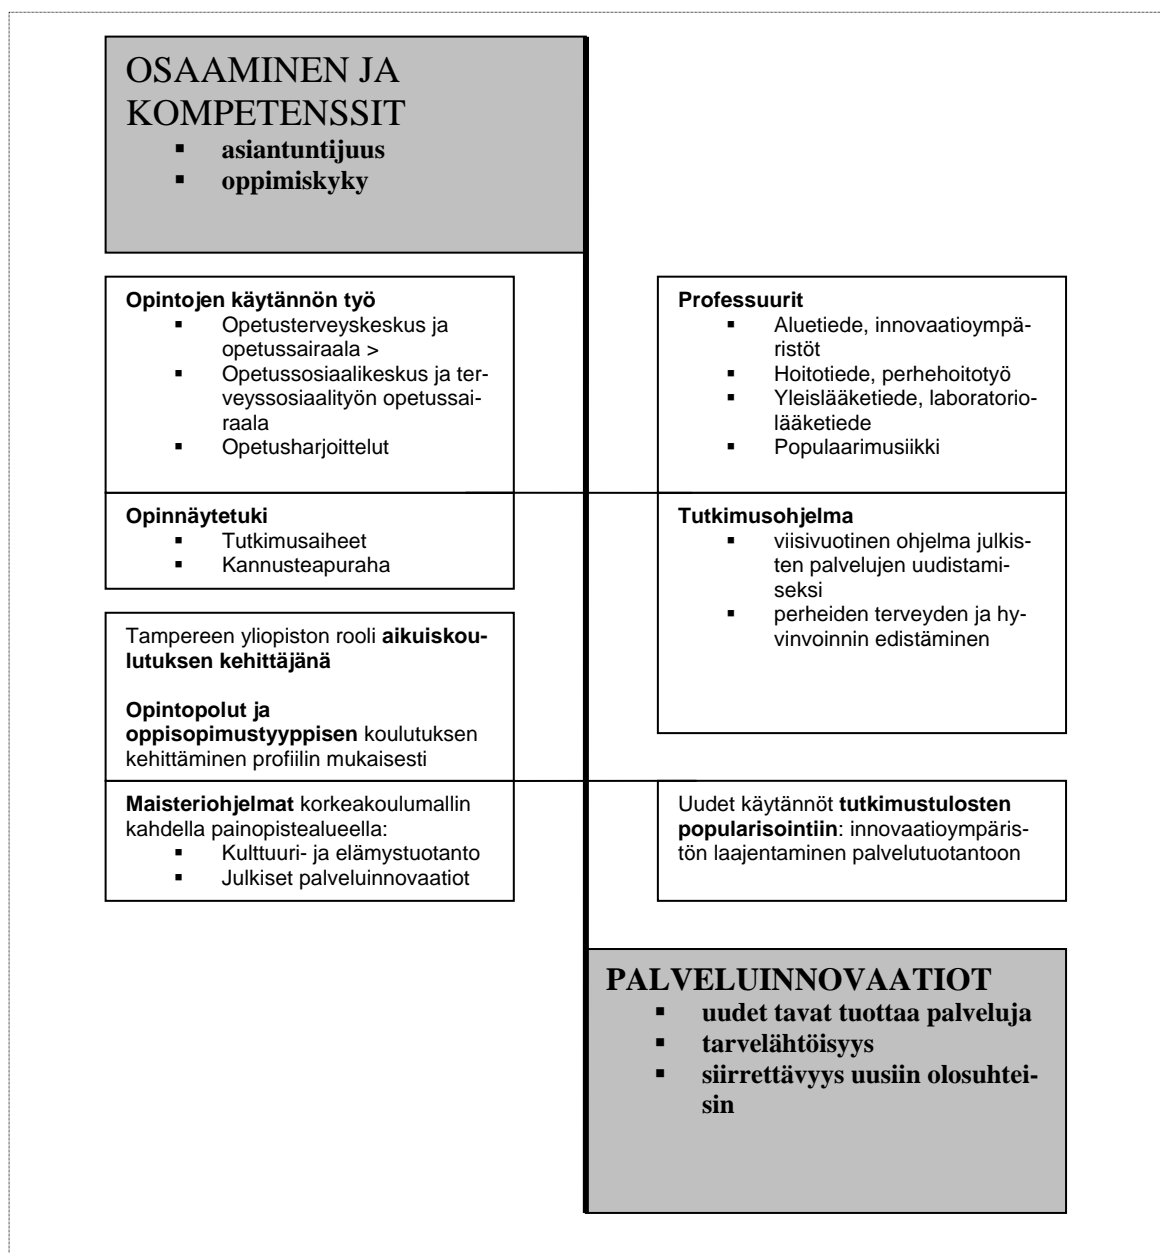 OSAAMINEN JA
KOMPETENSSIT
▪ asiantuntijuus
▪ oppimiskyky
Opintojen käytännön työ
▪ Opetusterveyskeskus ja
opetussairaala >
▪ Opetussosiaalikeskus ja ter-
veyssosiaalityön opetussai-
raala
▪ Opetusharjoittelut
Opinnäytetuki
▪ Tutkimusaiheet
▪ Kannusteapuraha
Tampereen yliopiston rooli aikuiskou-
lutuksen kehittäjänä
Opintopolut ja
oppisopimustyyppisen koulutuksen
kehittäminen profiilin mukaisesti
Maisteriohjelmat korkeakoulumallin
kahdella painopistealueella:
▪ Kulttuuri- ja elämystuotanto
▪ Julkiset palveluinnovaatiot
Professuurit
▪ Aluetiede, innovaatioympä-
ristöt
▪ Hoitotiede, perhehoitotyö
▪ Yleislääketiede, laboratorio-
lääketiede
▪ Populaarimusiikki
Tutkimusohjelma
▪ viisivuotinen ohjelma julkis-
ten palvelujen uudistami-
seksi
▪ perheiden terveyden ja hy-
vinvoinnin edistäminen
Uudet käytännöt tutkimustulosten
popularisointiin: innovaatioympäris-
tön laajentaminen palvelutuotantoon
PALVELUINNOVAATIOT
▪ uudet tavat tuottaa palveluja
▪ tarvelähtöisyys
▪ siirrettävyys uusiin olosuhtei-
sin